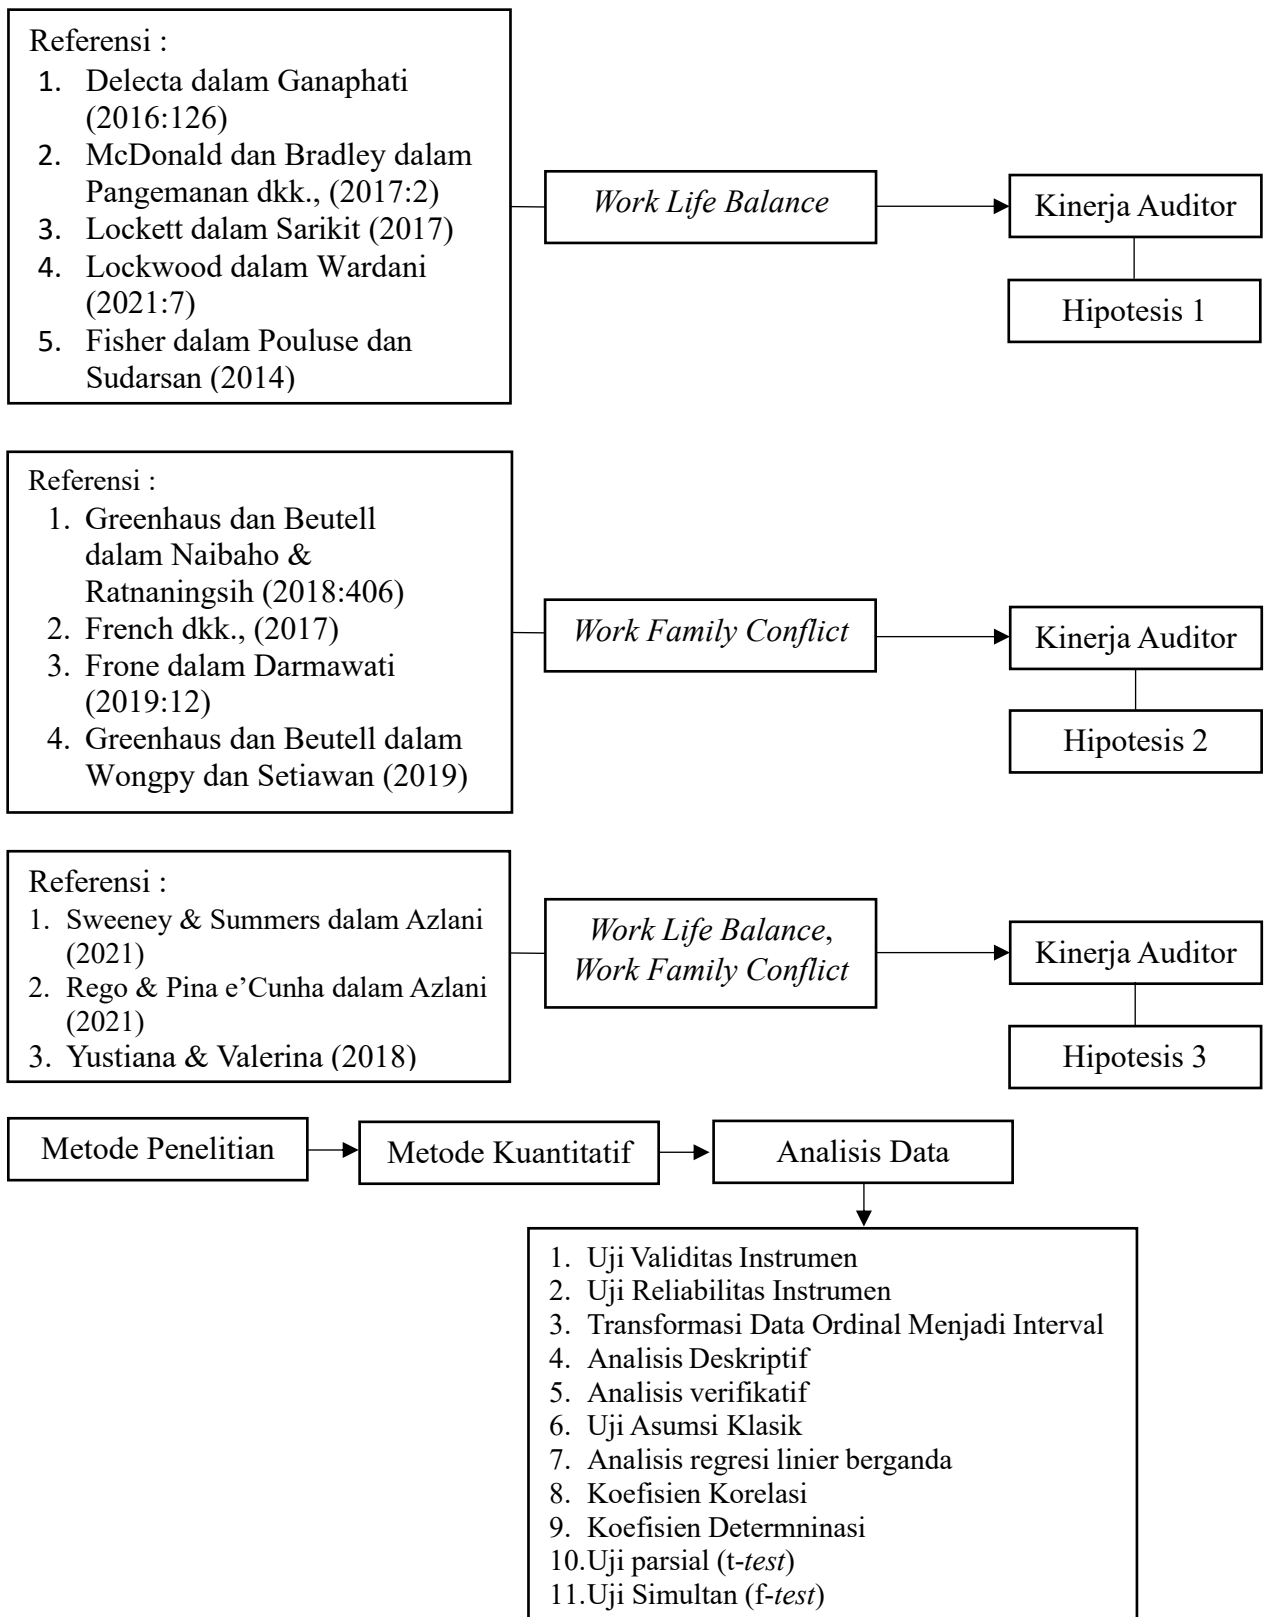 Referensi :
1. Delecta dalam Ganaphati
(2016:126)
2. McDonald dan Bradley dalam
Pangemanan dkk., (2017:2)
3. Lockett dalam Sarikit (2017)
4. Lockwood dalam Wardani
(2021:7)
5. Fisher dalam Pouluse dan
Sudarsan (2014)
Work Life Balance
Kinerja Auditor
Hipotesis 1
Referensi :
1. Greenhaus dan Beutell
dalam Naibaho &
Ratnaningsih (2018:406)
2. French dkk., (2017)
3. Frone dalam Darmawati
(2019:12)
4. Greenhaus dan Beutell dalam
Wongpy dan Setiawan (2019)
Work Family Conflict
Kinerja Auditor
Hipotesis 2
Referensi :
1. Sweeney & Summers dalam Azlani
(2021)
2. Rego & Pina e’Cunha dalam Azlani
(2021)
3. Yustiana & Valerina (2018)
Work Life Balance,
Work Family Conflict
Kinerja Auditor
Hipotesis 3
Metode Penelitian
Metode Kuantitatif
Analisis Data
1. Uji Validitas Instrumen
2. Uji Reliabilitas Instrumen
3. Transformasi Data Ordinal Menjadi Interval
4. Analisis Deskriptif
5. Analisis verifikatif
6. Uji Asumsi Klasik
7. Analisis regresi linier berganda
8. Koefisien Korelasi
9. Koefisien Determninasi
10.Uji parsial (t-test)
11.Uji Simultan (f-test)